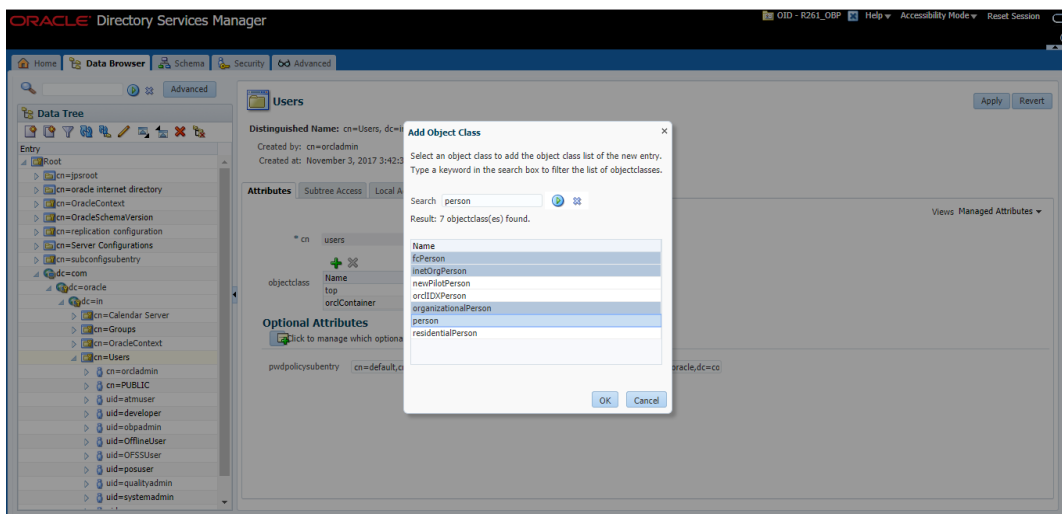 ORACLE Directory Services Manager
OID - R261_OBP Help Accessibility Mode Reset Session
Home Data Browser Schema Security Advanced
Advanced
Data Tree
Entry
Root
cn=jpsroot
cn=oracle internet directory
cn=OracleContext
cn=OracleSchemaVersion
cn=replication configuration
cn=Server Configurations
cn=subconfigsubentry
dc=com
dc=oracle
dc=in
cn=Calendar Server
cn=Groups
cn=OracleContext
cn=Users
cn=orcladmin
cn=PUBLIC
uid=atmuser
uid=developer
uid=obpadmin
uid=OfflineUser
uid=OFSSUser
uid=posuser
uid=qualityadmin
uid=systemadmin
Users
Apply Revert
Distinguished Name: cn=Users, dc=i
Created by: cn=orcladmin
Created at: November 3, 2017 3:42:3
Attributes Subtree Access Local A
Views Managed Attributes
* cn users
objectclass
Name
top
orclContainer
Optional Attributes
Click to manage which optiona
pwdpolicysubentry cn=default,c
oracle,dc=co
Add Object Class
Select an object class to add the object class list of the new entry.
Type a keyword in the search box to filter the list of objectclasses.
Search person
Result: 7 objectclass(es) found.
Name
fcPerson
inetOrgPerson
newPilotPerson
orclIDXPerson
organizationalPerson
person
residentialPerson
OK Cancel